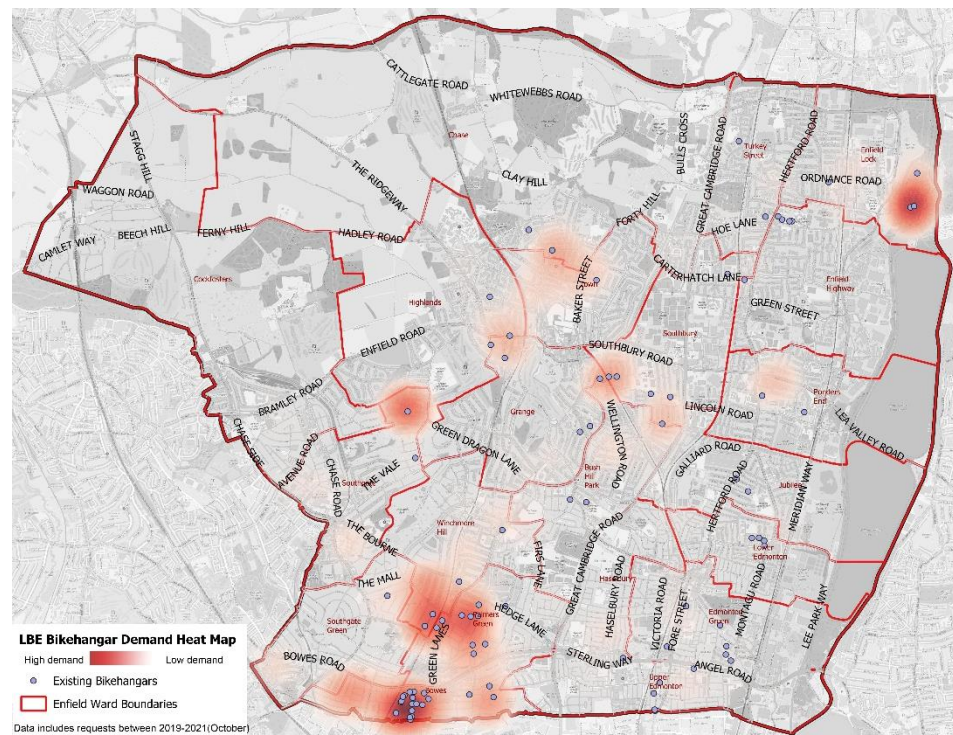 CATTLEGATE ROAD
WHITEWEBBS ROAD
Chase
STAGG HILL
BULLS CROSS
GREAT CAMBRIDGE ROAD
Turkey
Street
HERTFORD ROAD
Enfield
Lock
ORDNANCE ROAD
THE RIDGEWAY
CLAY HILL
WAGGON ROAD
FORTY HILL
HOE LANE
CAMLET WAY
BEECH HILL
FERNY HILL
HADLEY ROAD
CARTERHATCH LANE
Cockfosters
Highlands
BAKER STREET
Town
Enfield
Highway
GREEN STREET
Southbury
ENFIELD ROAD
SOUTHBURY ROAD
BRAMLEY ROAD
Grange
WELLINGTON ROAD
LINCOLN ROAD
Ponders
End
LEA VALLEY ROAD
CHASE SIDE
AVENUE ROAD
GREEN DRAGON LANE
CHASE ROAD
THE VALE
GALLIARD ROAD
Bush
Hill
Park
HERTFORD ROAD
MERIDIAN WAY
Winchmore
Hill
THE BOURNE
FIRS LANE
GREAT CAMBRIDGE ROAD
Lower
Edmonton
THE MALL
Haselbury
HASELBURY ROAD
VICTORIA ROAD
FORE STREET
MONTAGU ROAD
Edmonton
Green
LEE PARK WAY
Southgate
Green
Palmers
Green
HEDGE LANE
GREEN LANES
BOWES ROAD
STERLING WAY
ANGEL ROAD
Bowes
Upper
Edmonton
LBE Bikehangar Demand Heat Map
High demand Low demand
Existing Bikehangars
Enfield Ward Boundaries
Data includes requests between 2019-2021(October)